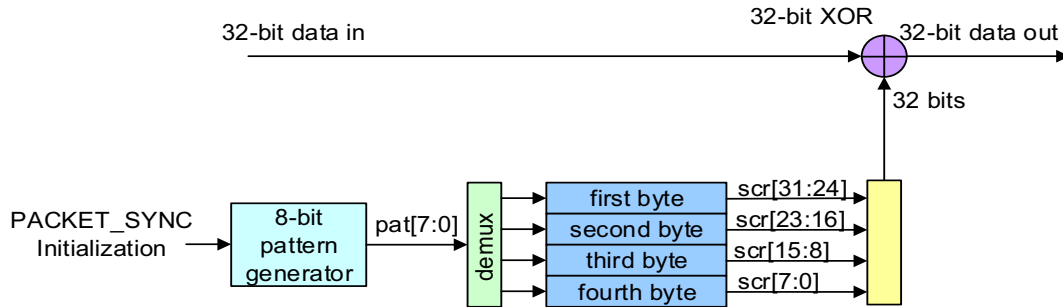 32-bit XOR
32-bit data in
32-bit data out
32 bits
PACKET_SYNC
Initialization
8-bit
pattern
generator
pat[7:0]
demux
first byte
scr[31:24]
second byte
scr[23:16]
third byte
scr[15:8]
fourth byte
scr[7:0]